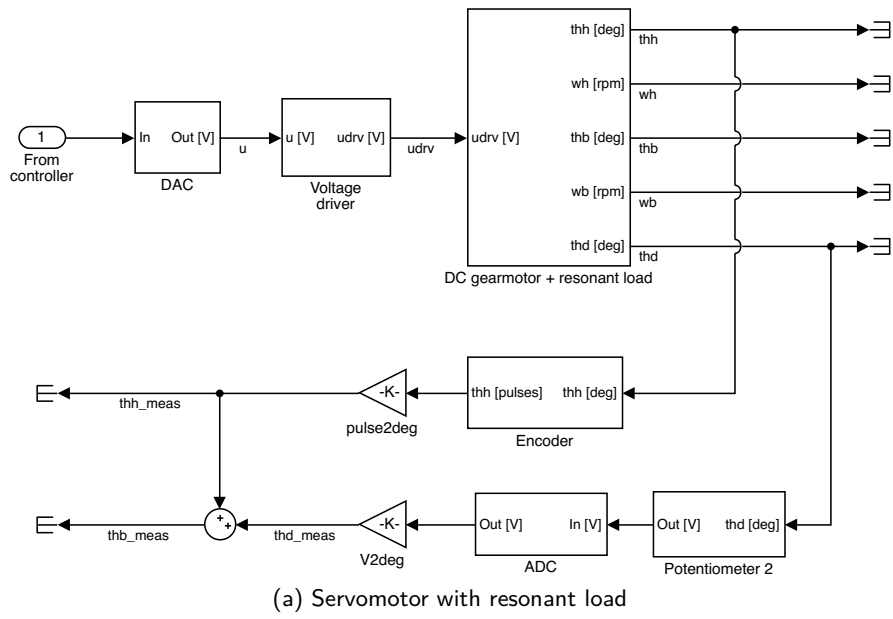 thh [deg]
thh
wh [rpm]
wh
1
In
Out [V]
u
u [V]
udrv [V]
udrv
udrv [V]
thb [deg]
thb
From
controller
DAC
Voltage
driver
wb [rpm]
wb
thd [deg]
thd
DC gearmotor + resonant load
thh_meas
-K-
pulse2deg
thh [pulses]
thh [deg]
Encoder
+
+
thb_meas
thd_meas
-K-
V2deg
Out [V]
In [V]
ADC
Out [V]
thd [deg]
Potentiometer 2
(a) Servomotor with resonant load